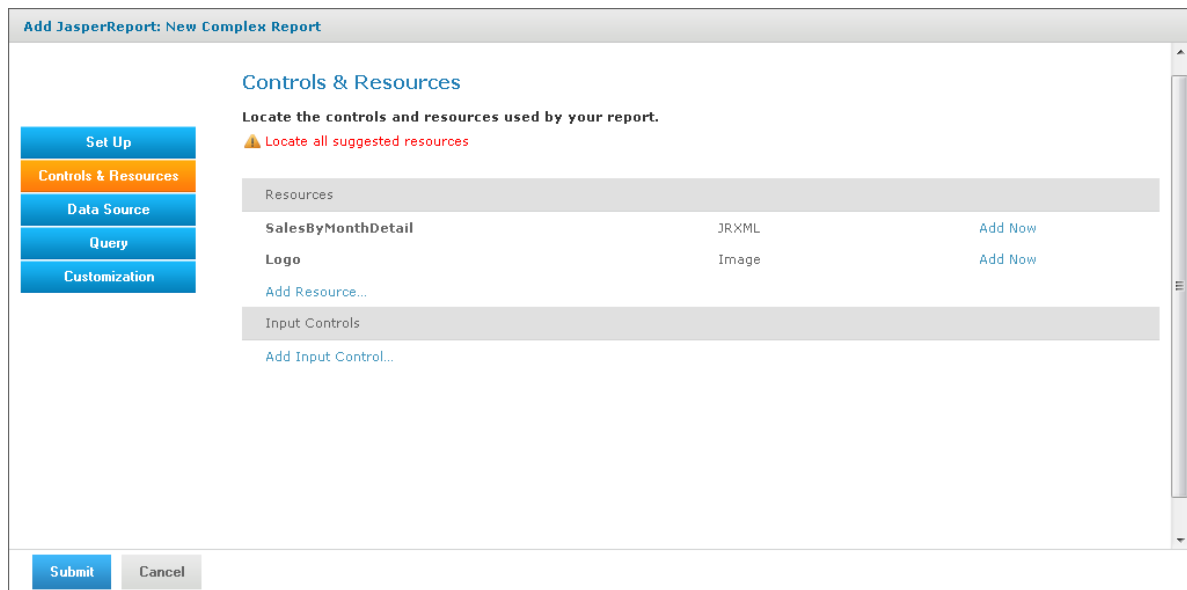 Add JasperReport: New Complex Report
Controls & Resources
Locate the controls and resources used by your report.
Locate all suggested resources
Set Up
Controls & Resources
Data Source
Query
Customization
Resources
SalesByMonthDetail JRXML Add Now
Logo Image Add Now
Add Resource...
Input Controls
Add Input Control...
Submit Cancel